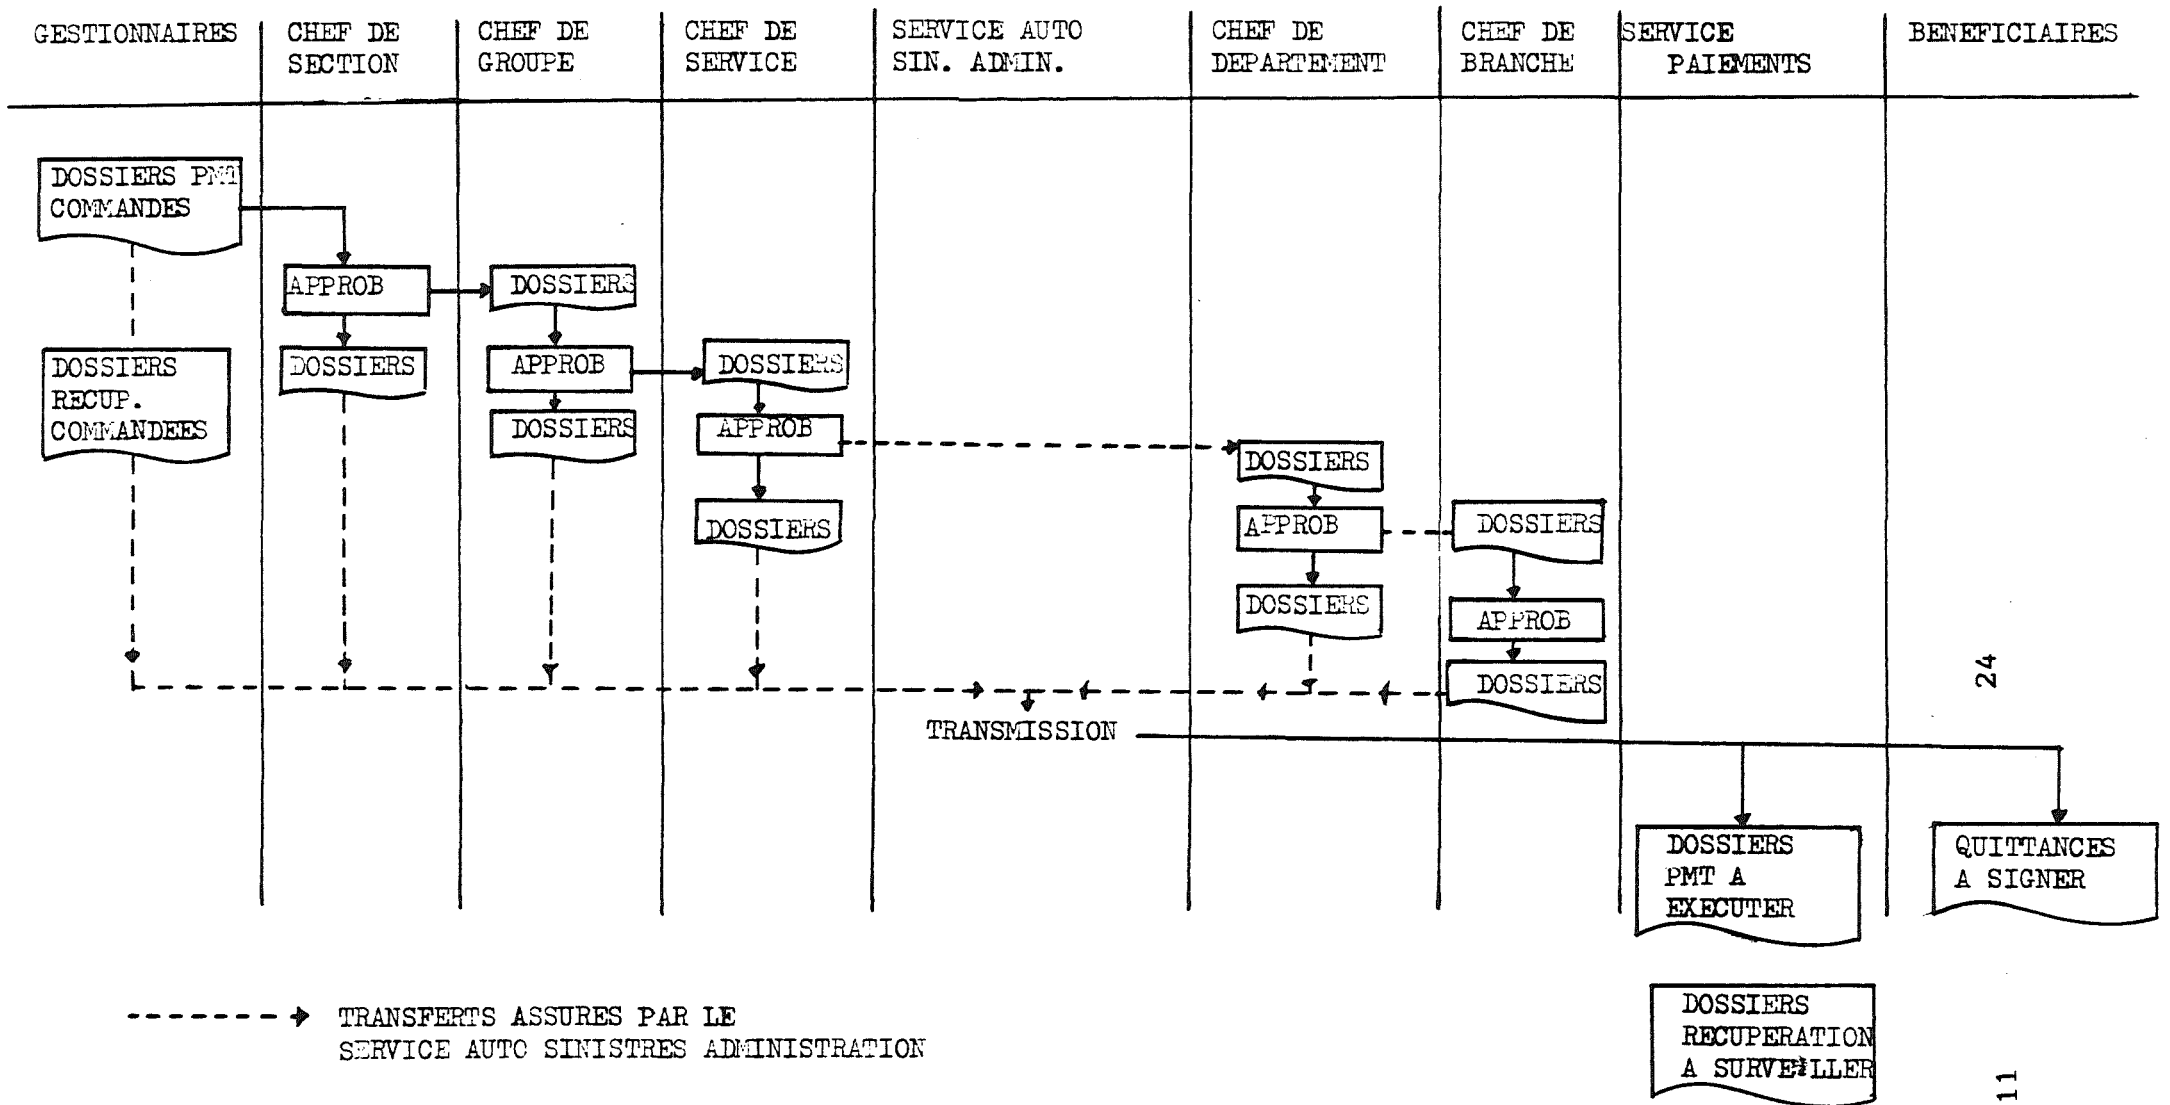 GESTIONNAIRES
CHEF DE
SECTION
CHEF DE
GROUPE
CHEF DE
SERVICE
SERVICE AUTO
SIN. ADMIN.
CHEF DE
DEPARTEMENT
CHEF DE
BRANCHE
SERVICE
PAIEMENTS
BENEFICIAIRES
DOSSIERS PMT
COMMANDES
APPROB
DOSSIERS
DOSSIERS
RECUP.
COMMANDEES
DOSSIERS
APPROB
DOSSIERS
DOSSIERS
APPROB
DOSSIERS
DOSSIERS
APPROB
DOSSIERS
DOSSIERS
APPROB
DOSSIERS
TRANSMISSION
24
DOSSIERS
PMT A
EXECUTER
QUITTANCES
A SIGNER
DOSSIERS
RECUPERATION
A SURVEILLER
TRANSFERTS ASSURES PAR LE
SERVICE AUTO SINISTRES ADMINISTRATION
11